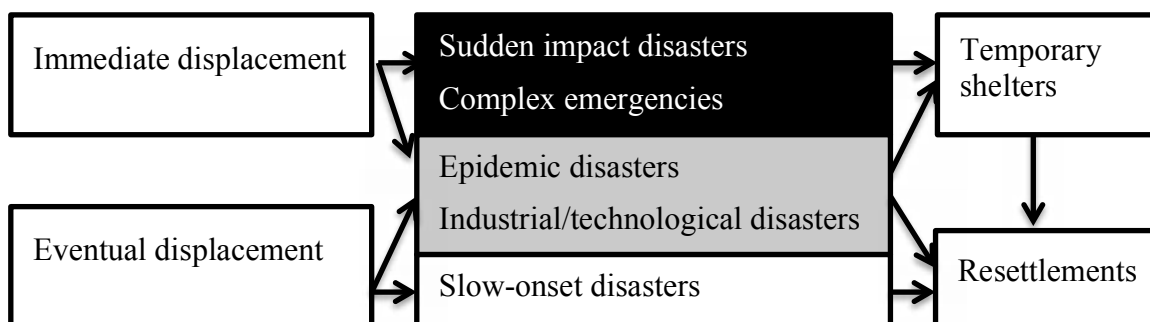 Immediate displacement
Eventual displacement
Sudden impact disasters
Complex emergencies
Epidemic disasters
Industrial/technological disasters
Slow-onset disasters
Temporary
shelters
Resettlements